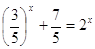 (3/5)^x + 7/5 = 2^x